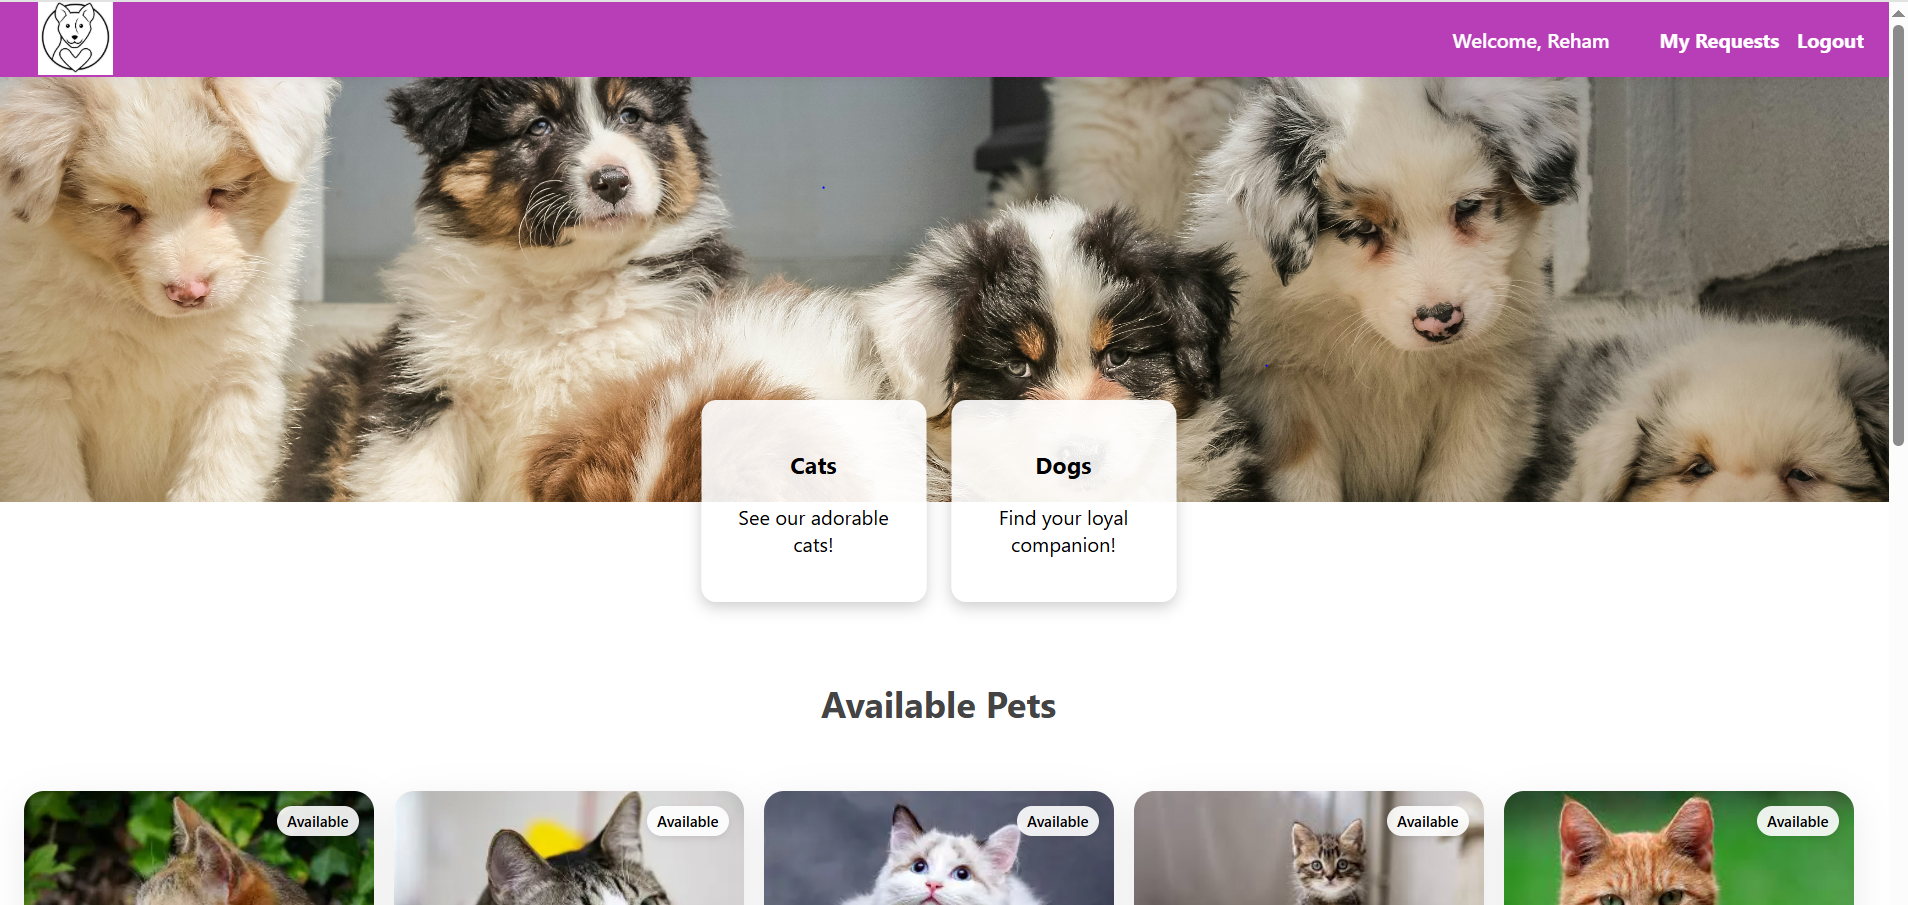 Welcome, Reham
My Requests
Logout
Cats
See our adorable
cats!
Dogs
Find your loyal
companion!
Available Pets
Available
Available
Available
Available
Available